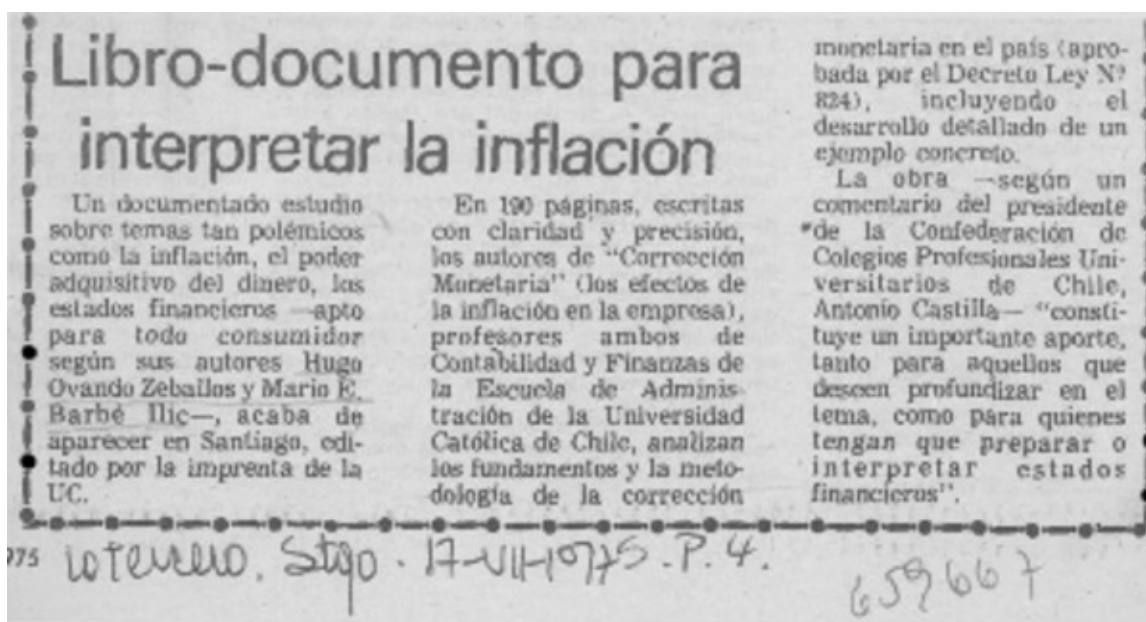 Libro-documento para
interpretar la inflación
Un documentado estudio
sobre temas tan polémicos
como la inflación, el poder
adquisitivo del dinero, los
estados financieros —apto
para todo consumidor
según sus autores Hugo
Ovando Zeballos y Mario E.
Barbé Ilic—, acaba de
aparecer en Santiago, edi-
tado por la imprenta de la
UC.
En 190 páginas, escritas
con claridad y precisión,
los autores de "Corrección
Monetaria" (los efectos de
la inflación en la empresa),
profesores ambos de
Contabilidad y Finanzas de
la Escuela de Adminis-
tración de la Universidad
Católica de Chile, analizan
los fundamentos y la meto-
dología de la corrección
monetaria en el país (apro-
bada por el Decreto Ley Nº
824), incluyendo el
desarrollo detallado de un
ejemplo concreto.
La obra —según un
comentario del presidente
de la Confederación de
Colegios Profesionales Uni-
versitarios de Chile,
Antonio Castilla— "consti-
tuye un importante aporte,
tanto para aquellos que
deseen profundizar en el
tema, como para quienes
tengan que preparar o
interpretar estados
financieros".
975 La Tercera, Stgo. 17-VII-1975. P. 4.
659667